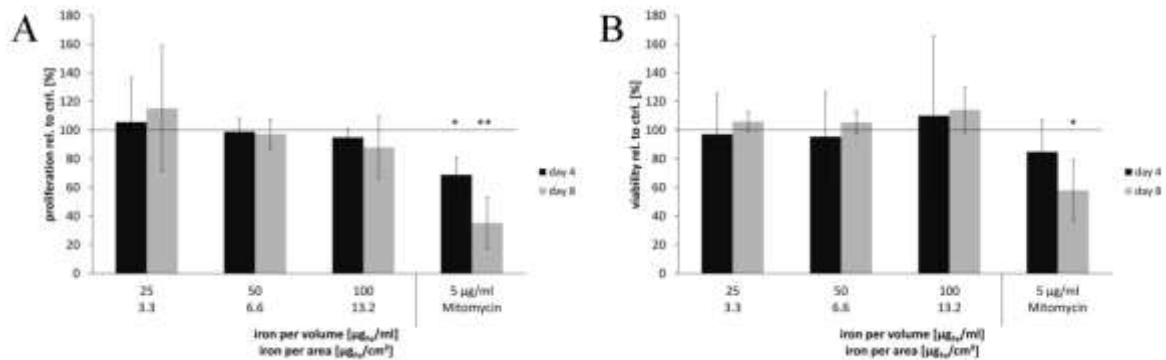 A
proliferation rel. to ctrl. [%]
180
160
140
120
100
80
60
40
20
0
* **
day 4
day 8
25 50 100 5 µg/ml
3.3 6.6 13.2 Mitomycin
iron per volume [µgFe/ml]
iron per area [µgFe/cm²]
B
viability rel. to ctrl. [%]
180
160
140
120
100
80
60
40
20
0
*
day 4
day 8
25 50 100 5 µg/ml
3.3 6.6 13.2 Mitomycin
iron per volume [µgFe/ml]
iron per area [µgFe/cm²]